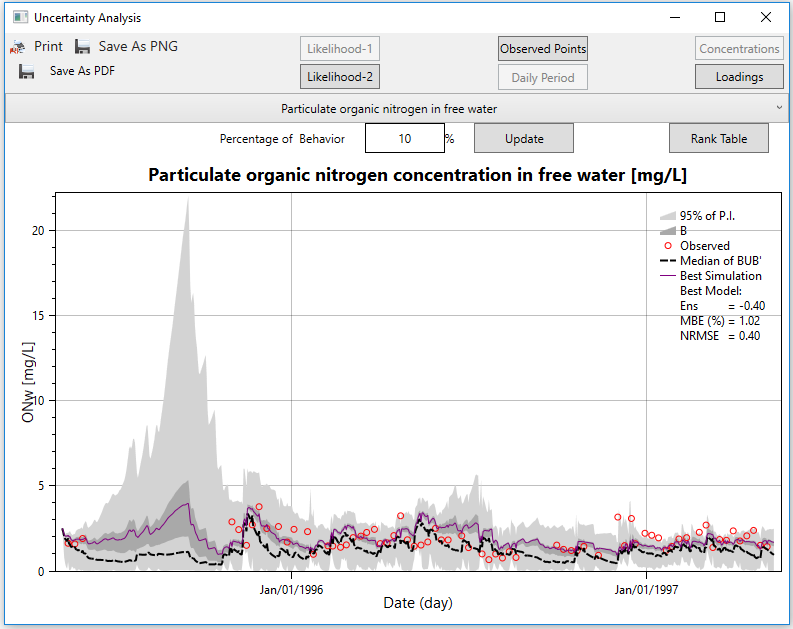 Uncertainty Analysis
Print Save As PNG Likelihood-1 Observed Points Concentrations
Save As PDF Likelihood-2 Daily Period Loadings
Particulate organic nitrogen in free water
Percentage of Behavior 10 % Update Rank Table
Particulate organic nitrogen concentration in free water [mg/L]
95% of P.I.
B
Observed
Median of BUB'
Best Simulation
Best Model:
Ens = -0.40
MBE (%) = 1.02
NRMSE = 0.40
ONw [mg/L]
20
15
10
5
0
Jan/01/1996 Jan/01/1997
Date (day)